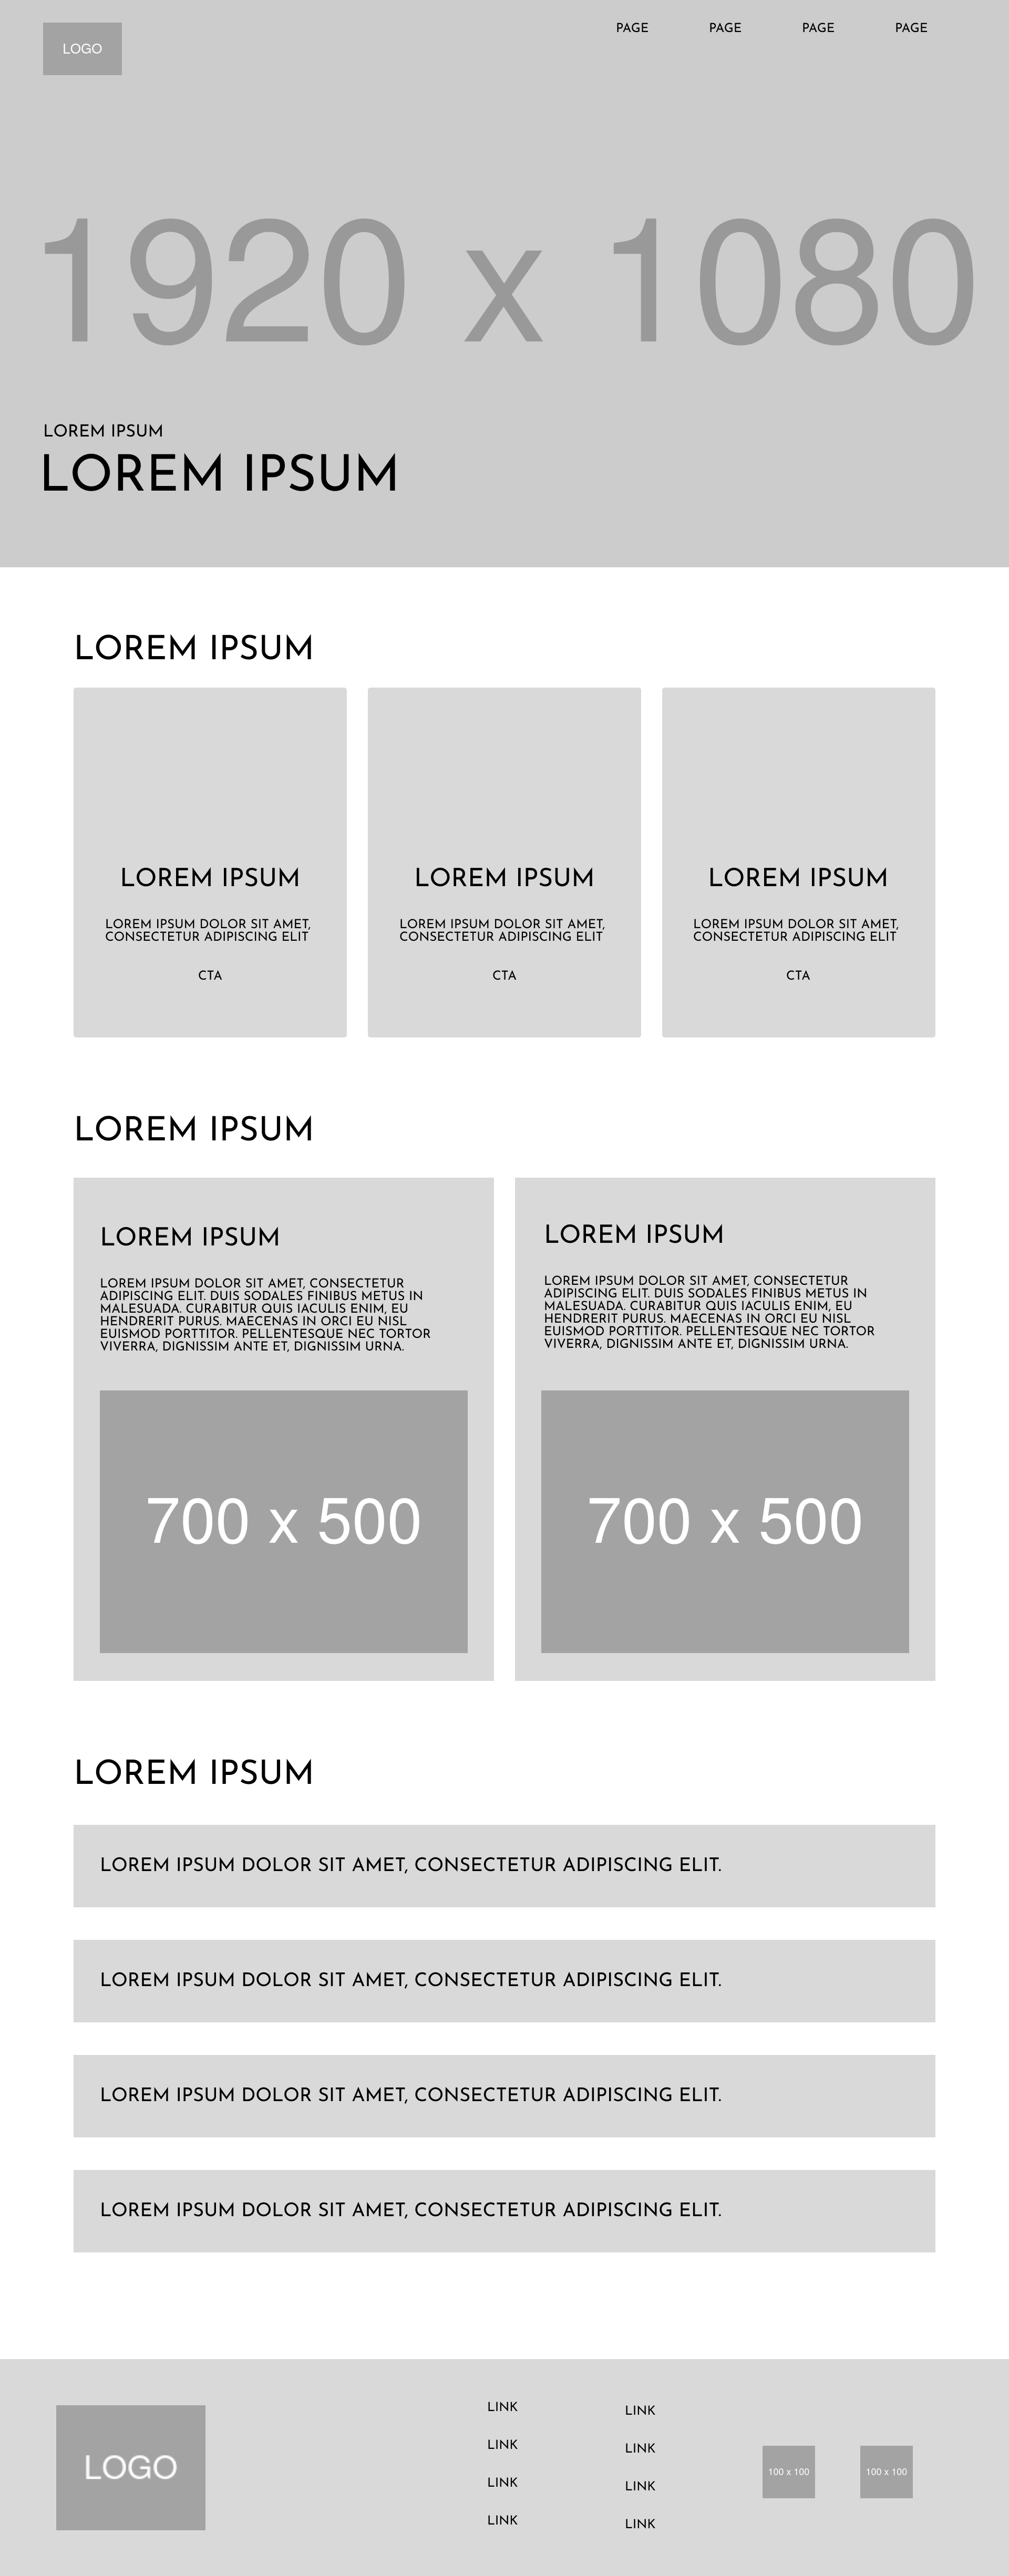 LOGO
PAGE PAGE PAGE PAGE
1920 x 1080
LOREM IPSUM
LOREM IPSUM
LOREM IPSUM
LOREM IPSUM
LOREM IPSUM DOLOR SIT AMET,
CONSECTETUR ADIPISCING ELIT
CTA
LOREM IPSUM
LOREM IPSUM DOLOR SIT AMET,
CONSECTETUR ADIPISCING ELIT
CTA
LOREM IPSUM
LOREM IPSUM DOLOR SIT AMET,
CONSECTETUR ADIPISCING ELIT
CTA
LOREM IPSUM
LOREM IPSUM
LOREM IPSUM DOLOR SIT AMET, CONSECTETUR
ADIPISCING ELIT. DUIS SODALES FINIBUS METUS IN
MALESUADA. CURABITUR QUIS IACULIS ENIM, EU
HENDRERIT PURUS. MAECENAS IN ORCI EU NISL
EUISMOD PORTTITOR. PELLENTESQUE NEC TORTOR
VIVERRA, DIGNISSIM ANTE ET, DIGNISSIM URNA.
700 x 500
LOREM IPSUM
LOREM IPSUM DOLOR SIT AMET, CONSECTETUR
ADIPISCING ELIT. DUIS SODALES FINIBUS METUS IN
MALESUADA. CURABITUR QUIS IACULIS ENIM, EU
HENDRERIT PURUS. MAECENAS IN ORCI EU NISL
EUISMOD PORTTITOR. PELLENTESQUE NEC TORTOR
VIVERRA, DIGNISSIM ANTE ET, DIGNISSIM URNA.
700 x 500
LOREM IPSUM
LOREM IPSUM DOLOR SIT AMET, CONSECTETUR ADIPISCING ELIT.
LOREM IPSUM DOLOR SIT AMET, CONSECTETUR ADIPISCING ELIT.
LOREM IPSUM DOLOR SIT AMET, CONSECTETUR ADIPISCING ELIT.
LOREM IPSUM DOLOR SIT AMET, CONSECTETUR ADIPISCING ELIT.
LOGO
LINK
LINK
LINK
LINK
LINK
LINK
LINK
LINK
100 x 100
100 x 100